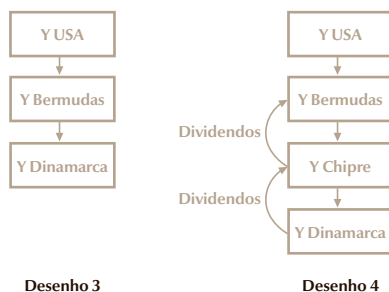 Y USA
Y Bermudas
Y Dinamarca
Desenho 3
Y USA
Y Bermudas
Dividendos
Y Chipre
Dividendos
Y Dinamarca
Desenho 4